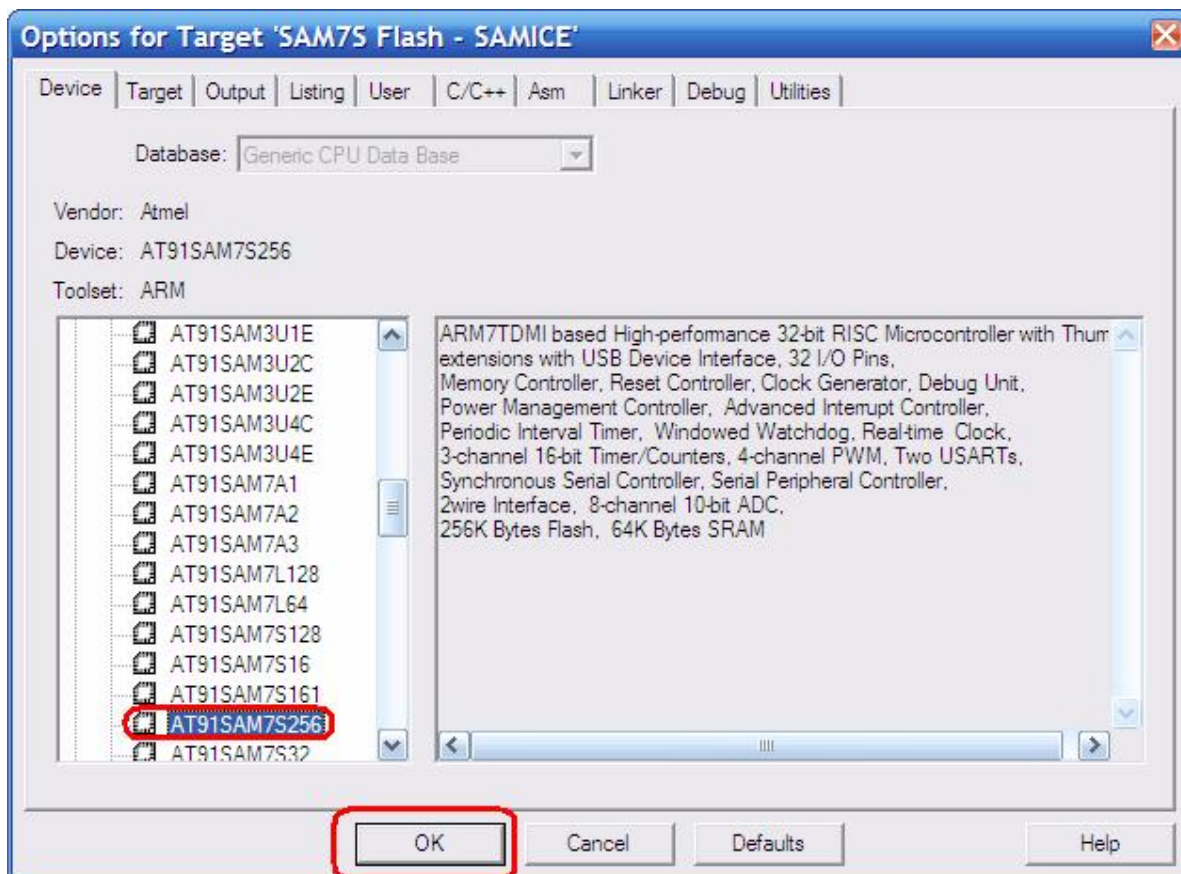 Options for Target 'SAM7S Flash - SAMICE'
Device Target Output Listing User C/C++ Asm Linker Debug Utilities
Database: Generic CPU Data Base
Vendor: Atmel
Device: AT91SAM7S256
Toolset: ARM
AT91SAM3U1E
AT91SAM3U2C
AT91SAM3U2E
AT91SAM3U4C
AT91SAM3U4E
AT91SAM7A1
AT91SAM7A2
AT91SAM7A3
AT91SAM7L128
AT91SAM7L64
AT91SAM7S128
AT91SAM7S16
AT91SAM7S161
AT91SAM7S256
AT91SAM7S32
ARM7TDMI based High-performance 32-bit RISC Microcontroller with Thum
extensions with USB Device Interface, 32 I/O Pins,
Memory Controller, Reset Controller, Clock Generator, Debug Unit,
Power Management Controller, Advanced Interrupt Controller,
Periodic Interval Timer, Windowed Watchdog, Real-time Clock,
3-channel 16-bit Timer/Counters, 4-channel PWM, Two USARTs,
Synchronous Serial Controller, Serial Peripheral Controller,
2wire Interface, 8-channel 10-bit ADC,
256K Bytes Flash, 64K Bytes SRAM
OK Cancel Defaults Help